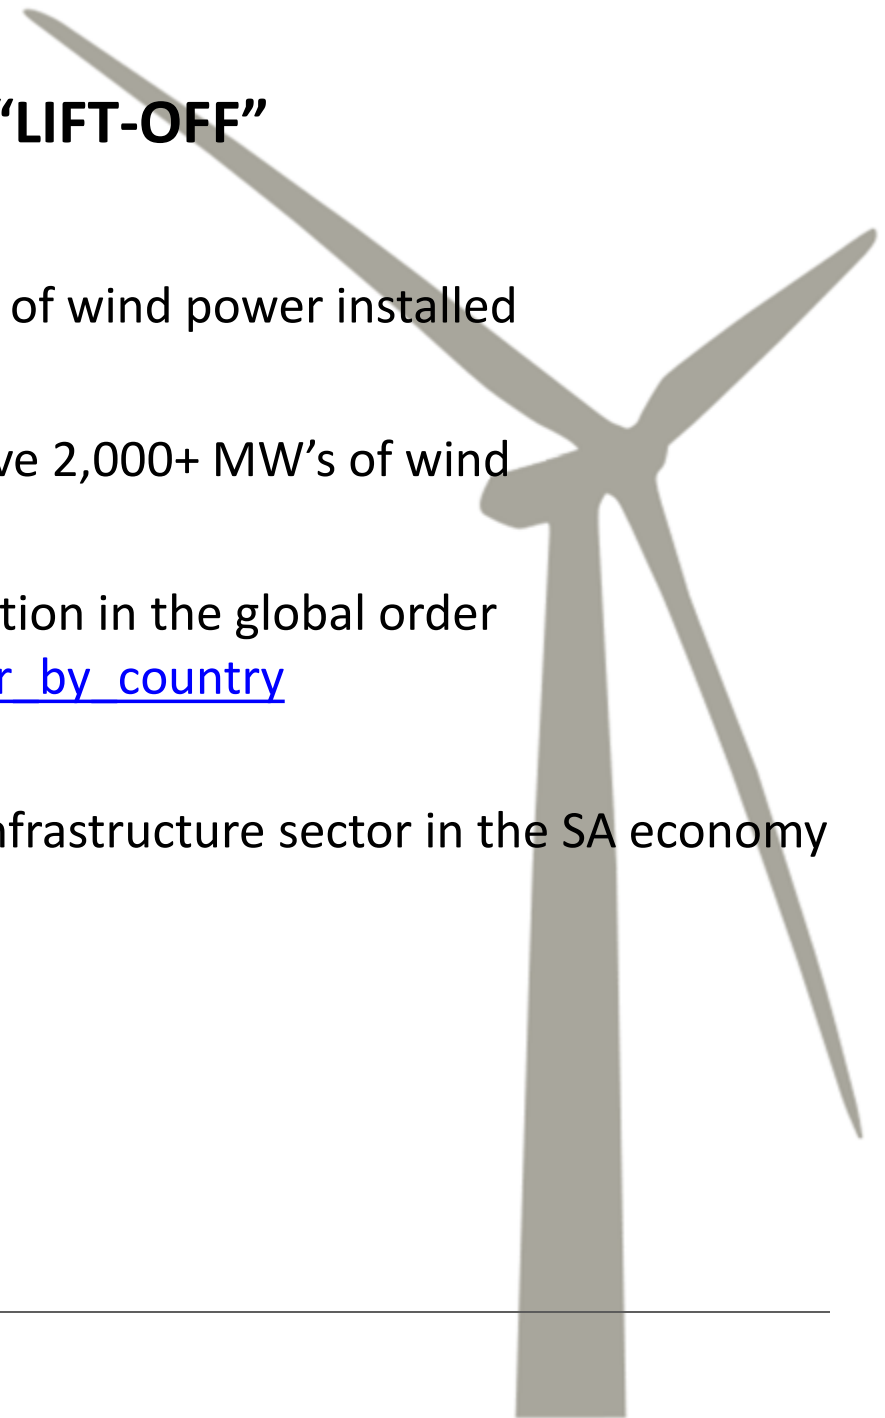 “LIFT-OFF”
of wind power installed
ve 2,000+ MW’s of wind
tion in the global order
r_by_country
nfrastructure sector in the SA economy